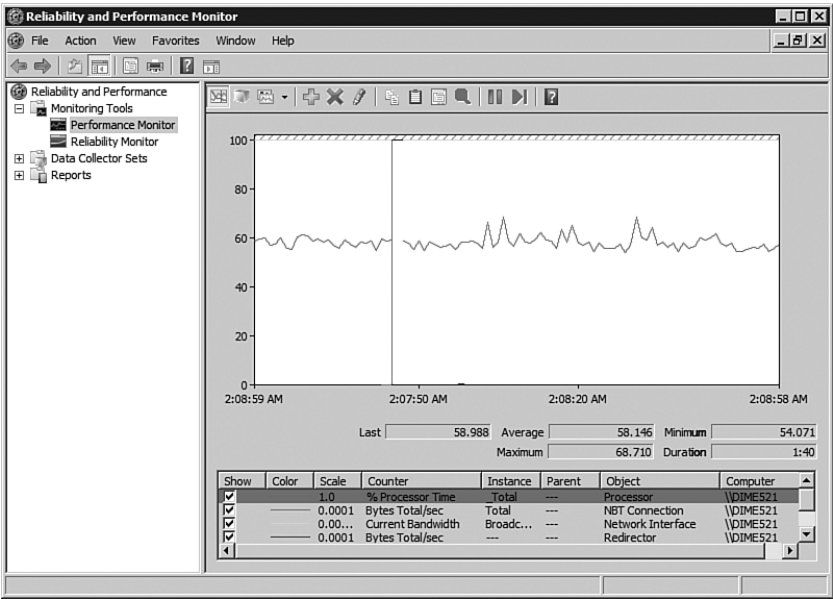 Reliability and Performance Monitor
File Action View Favorites Window Help
Reliability and Performance
Monitoring Tools
Performance Monitor
Reliability Monitor
Data Collector Sets
Reports
100
80
60
40
20
0
2:08:59 AM 2:07:50 AM 2:08:20 AM 2:08:58 AM
Last 58.988 Average 58.146 Minimum 54.071
Maximum 68.710 Duration 1:40
Show Color Scale Counter Instance Parent Object Computer
1.0 % Processor Time _Total --- Processor \\DIME521
0.0001 Bytes Total/sec Total --- NBT Connection \\DIME521
0.00... Current Bandwidth Broadc... --- Network Interface \\DIME521
0.0001 Bytes Total/sec --- --- Redirector \\DIME521